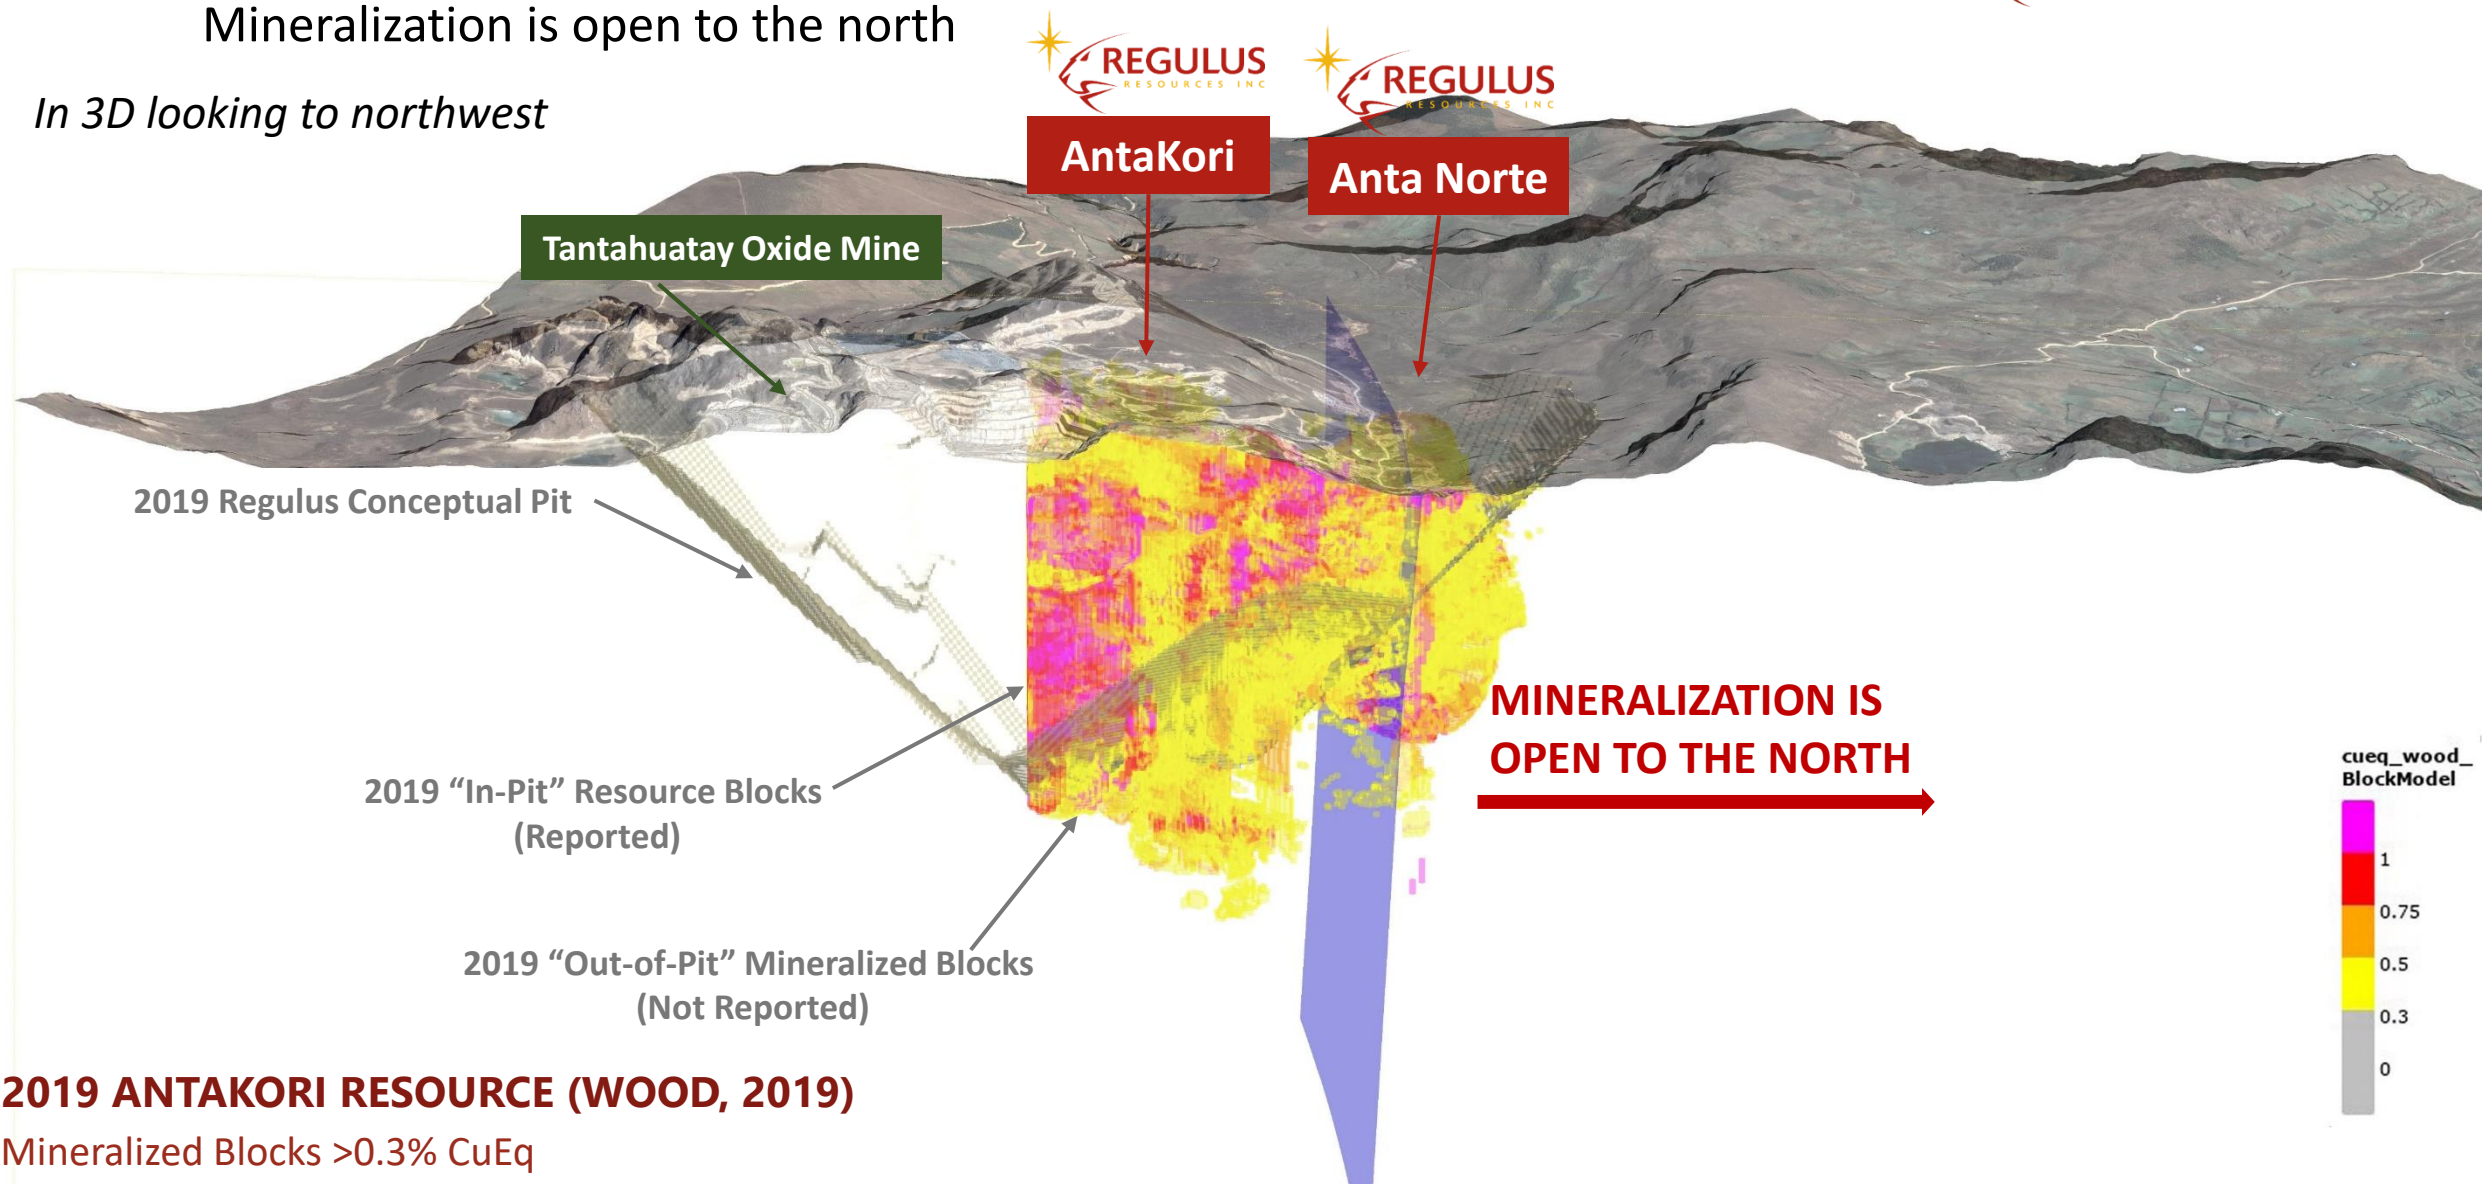 Mineralization is open to the north
In 3D looking to northwest
REGULUS
RESOURCES INC
REGULUS
RESOURCES INC
AntaKori
Anta Norte
Tantahuatay Oxide Mine
2019 Regulus Conceptual Pit
MINERALIZATION IS
OPEN TO THE NORTH
2019 “In-Pit” Resource Blocks
(Reported)
2019 “Out-of-Pit” Mineralized Blocks
(Not Reported)
cueq_wood_
BlockModel
1
0.75
0.5
0.3
0
2019 ANTAKORI RESOURCE (WOOD, 2019)
Mineralized Blocks >0.3% CuEq